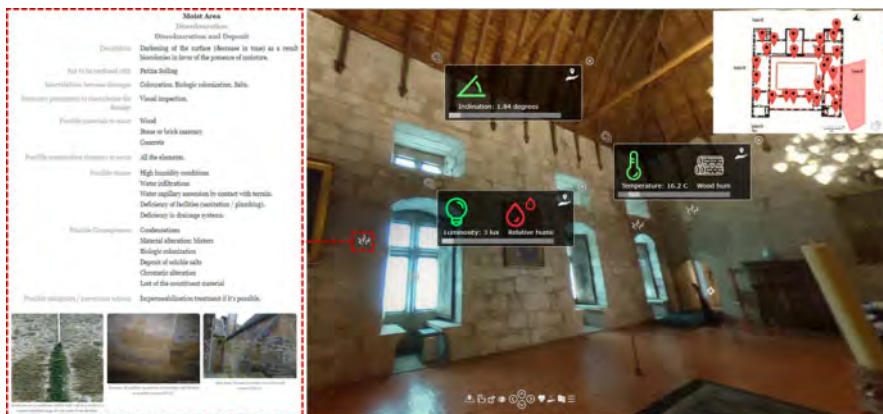 Moist Area
Discolouration
Discolouration and Deposit
Description
Darkening of the surface (decrease in tone) as a result
biocolonies in favor of the presence of moisture.
Not to be confused with
Patina Soiling
Interrelation between damages
Colouration. Biologic colonization. Salts.
Necessary parameters to characterize the
damage
Visual inspection.
Possible materials to occur
Wood
Stone or brick masonry
Concrete
Possible construction elements to occur
All the elements.
Possible causes
High humidity conditions
Water infiltrations
Water capillary ascension by contact with terrain.
Deficiency of facilities (sanitation / plumbing).
Deficiency in drainage systems.
Possible Consequences
Condensations
Material alteration: blisters
Biologic colonization
Deposit of soluble salts
Chromatic alteration
Lost of the constituent material
Possible mitigation / preventive actions
Impermeabilization treatment if it's possible.
Inclination: 1.84 degrees
Temperature: 16.2 C
Wood hum
Luminosity: 3 lux
Relative humic